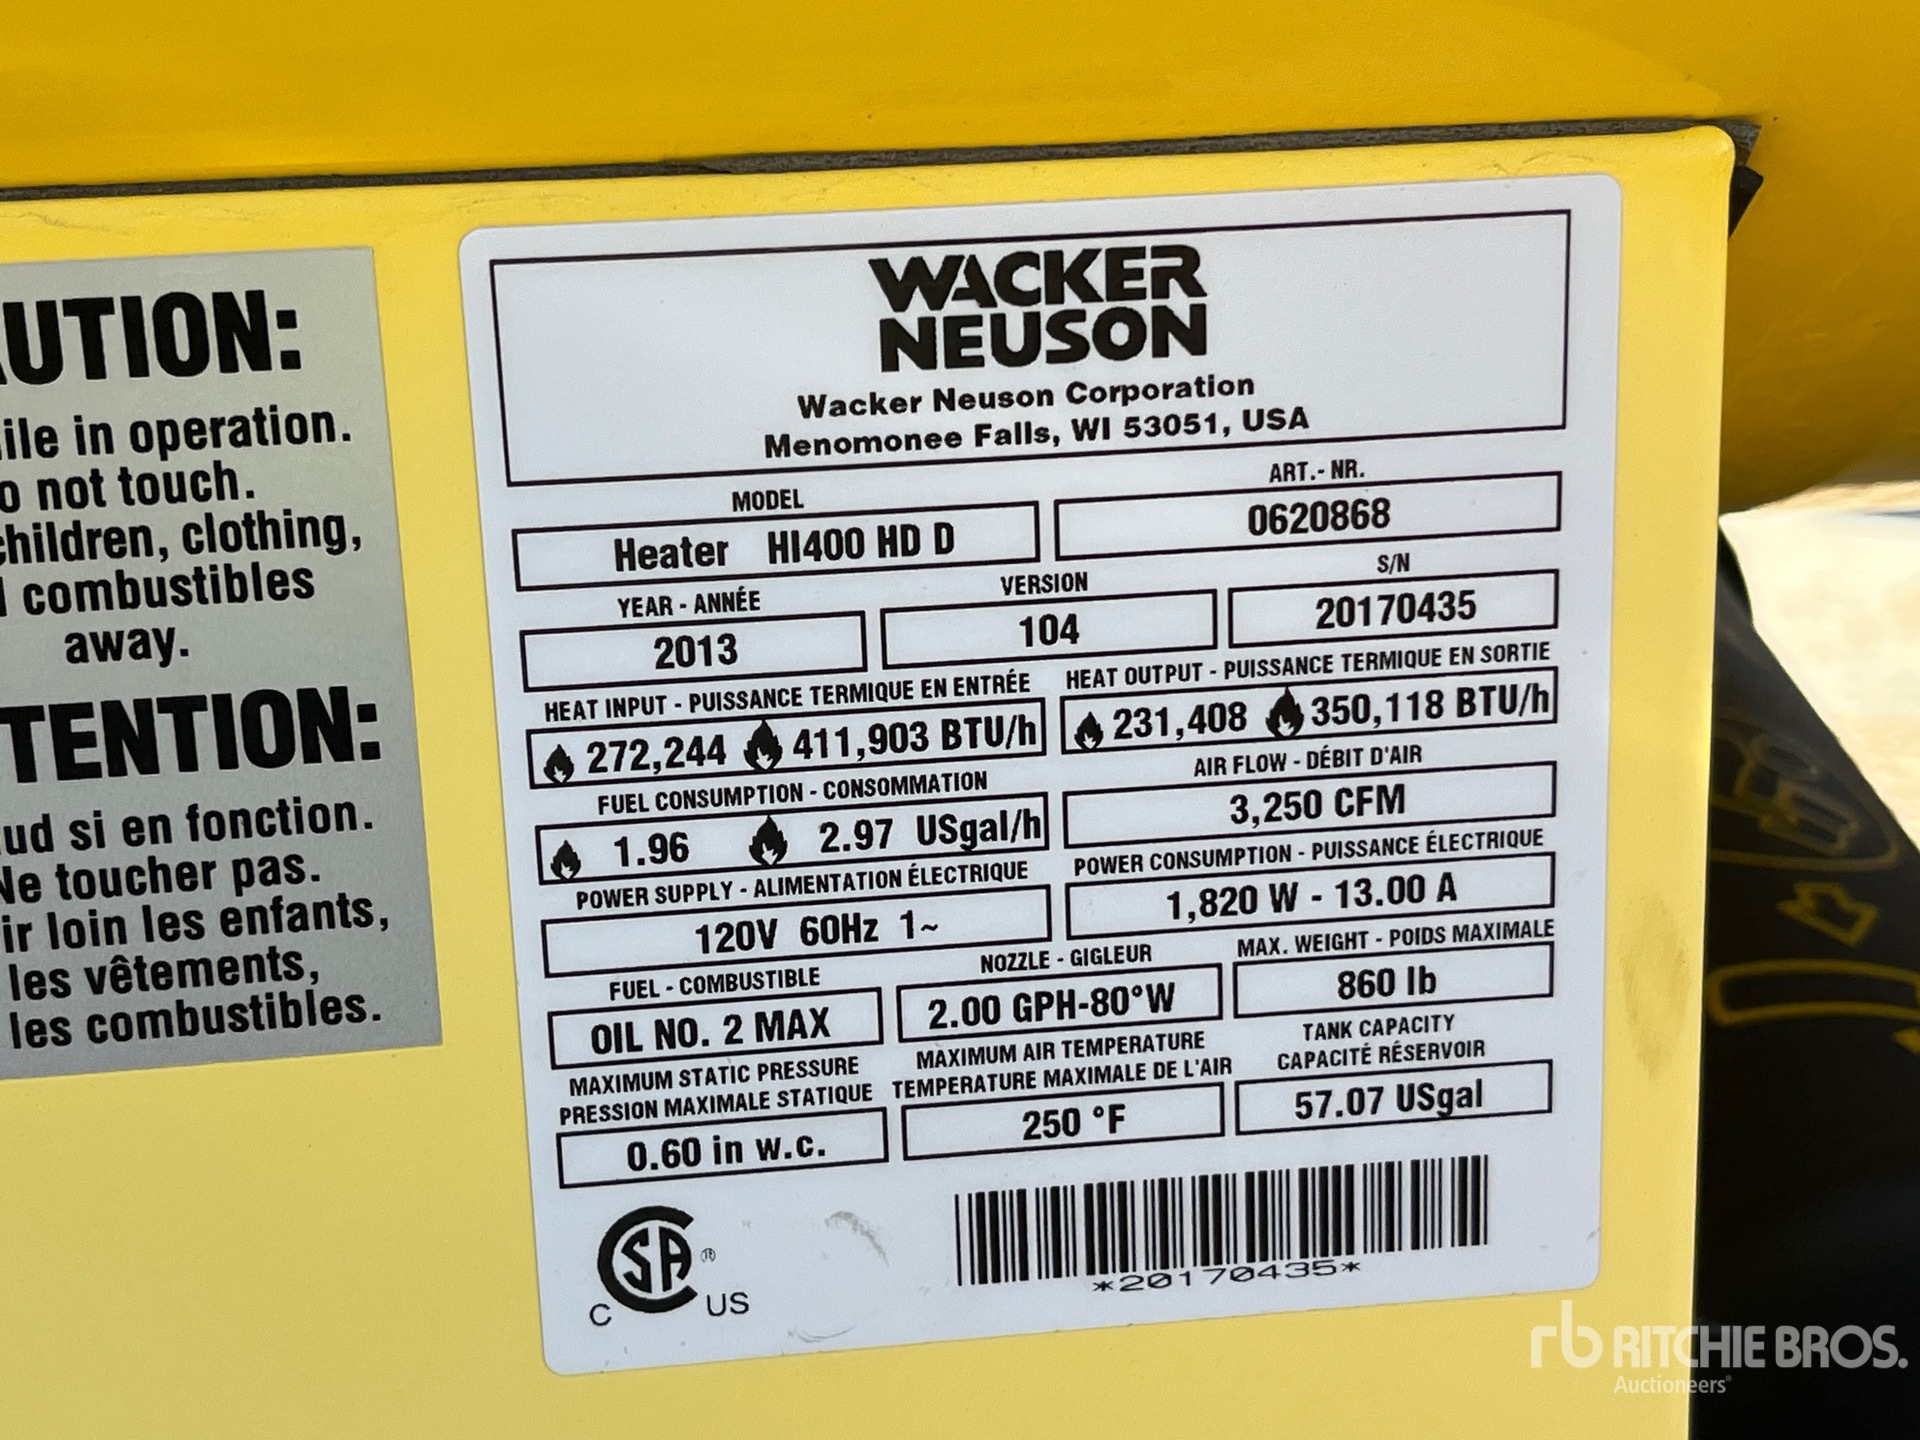 UTION:
ile in operation.
o not touch.
children, clothing,
combustibles
away.
TENTION:
ud si en fonction.
Ne toucher pas.
ir loin les enfants,
les vêtements,
les combustibles.
WACKER
NEUSON
Wacker Neuson Corporation
Menomonee Falls, WI 53051, USA
MODEL
Heater HI400 HD D
ART.- NR.
0620868
YEAR - ANNÉE
2013
VERSION
104
S/N
20170435
HEAT INPUT - PUISSANCE TERMIQUE EN ENTRÉE
272,244 411,903 BTU/h
HEAT OUTPUT - PUISSANCE TERMIQUE EN SORTIE
231,408 350,118 BTU/h
FUEL CONSUMPTION - CONSOMMATION
1.96 2.97 USgal/h
AIR FLOW - DÉBIT D'AIR
3,250 CFM
POWER SUPPLY - ALIMENTATION ÉLECTRIQUE
120V 60Hz 1~
POWER CONSUMPTION - PUISSANCE ÉLECTRIQUE
1,820 W - 13.00 A
FUEL - COMBUSTIBLE
OIL NO. 2 MAX
NOZZLE - GIGLEUR
2.00 GPH-80°W
MAX. WEIGHT - POIDS MAXIMALE
860 lb
MAXIMUM STATIC PRESSURE
PRESSION MAXIMALE STATIQUE
0.60 in w.c.
MAXIMUM AIR TEMPERATURE
TEMPERATURE MAXIMALE DE L'AIR
250 °F
TANK CAPACITY
CAPACITÉ RÉSERVOIR
57.07 USgal
C SA ® US
*20170435*
rb RITCHIE BROS.
Auctioneers®